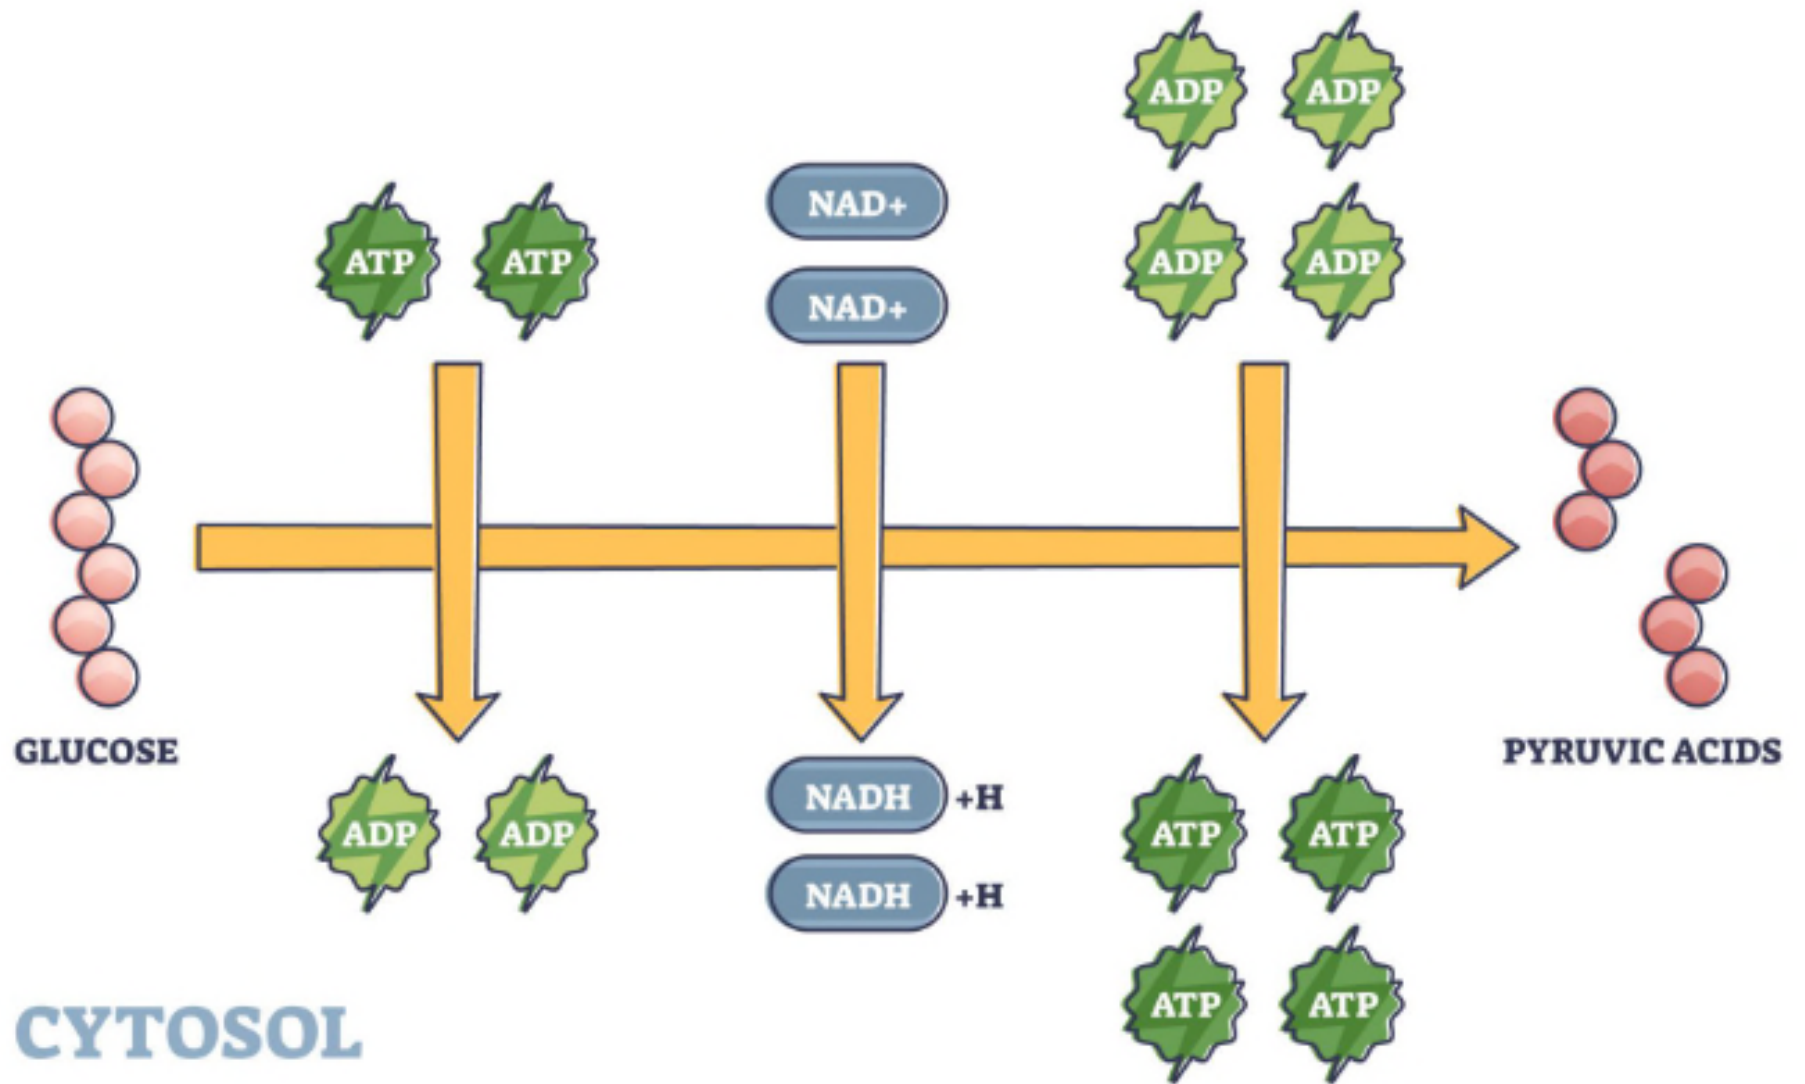 ADP ADP
ATP ATP NAD+ ADP ADP
NAD+
GLUCOSE PYRUVIC ACIDS
ADP ADP NADH +H ATP ATP
NADH +H
CYTOSOL ATP ATP